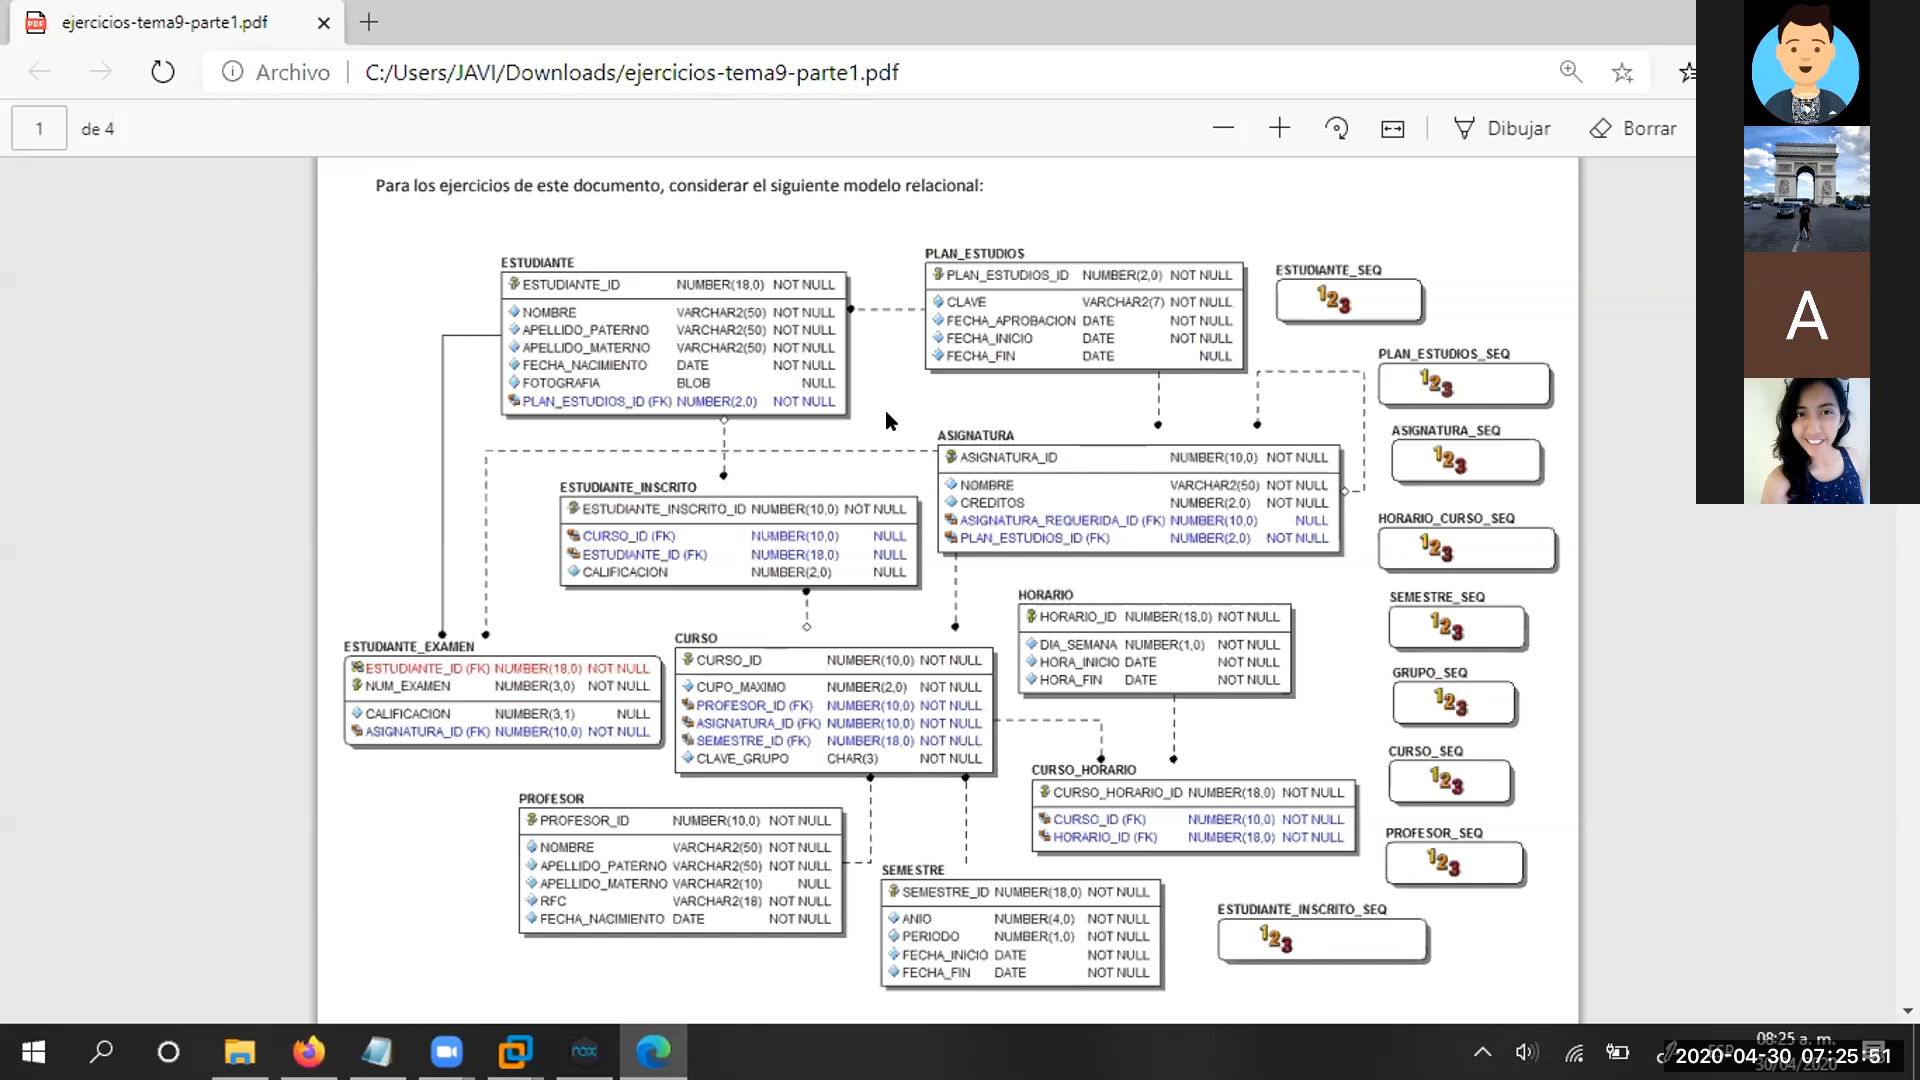 ejercicios-tema9-parte1.pdf
Archivo
C:/Users/JAVI/Downloads/ejercicios-tema9-parte1.pdf
1
de 4
Dibujar
Borrar
Para los ejercicios de este documento, considerar el siguiente modelo relacional:
ESTUDIANTE
ESTUDIANTE_ID NUMBER(18,0) NOT NULL
NOMBRE VARCHAR2(50) NOT NULL
APELLIDO_PATERNO VARCHAR2(50) NOT NULL
APELLIDO_MATERNO VARCHAR2(50) NOT NULL
FECHA_NACIMIENTO DATE NOT NULL
FOTOGRAFIA BLOB NULL
PLAN_ESTUDIOS_ID (FK) NUMBER(2,0) NOT NULL
PLAN_ESTUDIOS
PLAN_ESTUDIOS_ID NUMBER(2,0) NOT NULL
CLAVE VARCHAR2(7) NOT NULL
FECHA_APROBACION DATE NOT NULL
FECHA_INICIO DATE NOT NULL
FECHA_FIN DATE NULL
ESTUDIANTE_SEQ
123
PLAN_ESTUDIOS_SEQ
123
ASIGNATURA_SEQ
123
ASIGNATURA
ASIGNATURA_ID NUMBER(10,0) NOT NULL
NOMBRE VARCHAR2(50) NOT NULL
CREDITOS NUMBER(2,0) NOT NULL
ASIGNATURA_REQUERIDA_ID (FK) NUMBER(10,0) NULL
PLAN_ESTUDIOS_ID (FK) NUMBER(2,0) NOT NULL
ESTUDIANTE_INSCRITO
ESTUDIANTE_INSCRITO_ID NUMBER(10,0) NOT NULL
CURSO_ID (FK) NUMBER(10,0) NULL
ESTUDIANTE_ID (FK) NUMBER(18,0) NULL
CALIFICACION NUMBER(2,0) NULL
HORARIO_CURSO_SEQ
123
SEMESTRE_SEQ
123
HORARIO
HORARIO_ID NUMBER(18,0) NOT NULL
DIA_SEMANA NUMBER(1,0) NOT NULL
HORA_INICIO DATE NOT NULL
HORA_FIN DATE NOT NULL
ESTUDIANTE_EXAMEN
ESTUDIANTE_ID (FK) NUMBER(18,0) NOT NULL
NUM_EXAMEN NUMBER(3,0) NOT NULL
CALIFICACION NUMBER(3,1) NULL
ASIGNATURA_ID (FK) NUMBER(10,0) NOT NULL
CURSO
CURSO_ID NUMBER(10,0) NOT NULL
CUPO_MAXIMO NUMBER(2,0) NOT NULL
PROFESOR_ID (FK) NUMBER(10,0) NOT NULL
ASIGNATURA_ID (FK) NUMBER(10,0) NOT NULL
SEMESTRE_ID (FK) NUMBER(18,0) NOT NULL
CLAVE_GRUPO CHAR(3) NOT NULL
GRUPO_SEQ
123
CURSO_SEQ
123
CURSO_HORARIO
CURSO_HORARIO_ID NUMBER(18,0) NOT NULL
CURSO_ID (FK) NUMBER(10,0) NOT NULL
HORARIO_ID (FK) NUMBER(18,0) NOT NULL
PROFESOR
PROFESOR_ID NUMBER(10,0) NOT NULL
NOMBRE VARCHAR2(50) NOT NULL
APELLIDO_PATERNO VARCHAR2(50) NOT NULL
APELLIDO_MATERNO VARCHAR2(10) NULL
RFC VARCHAR2(18) NOT NULL
FECHA_NACIMIENTO DATE NOT NULL
PROFESOR_SEQ
123
SEMESTRE
SEMESTRE_ID NUMBER(18,0) NOT NULL
ANIO NUMBER(4,0) NOT NULL
PERIODO NUMBER(1,0) NOT NULL
FECHA_INICIO DATE NOT NULL
FECHA_FIN DATE NOT NULL
ESTUDIANTE_INSCRITO_SEQ
123
A
nox
08:25 a. m.
ESP
2020-04-30 07:25:51
30/04/2020